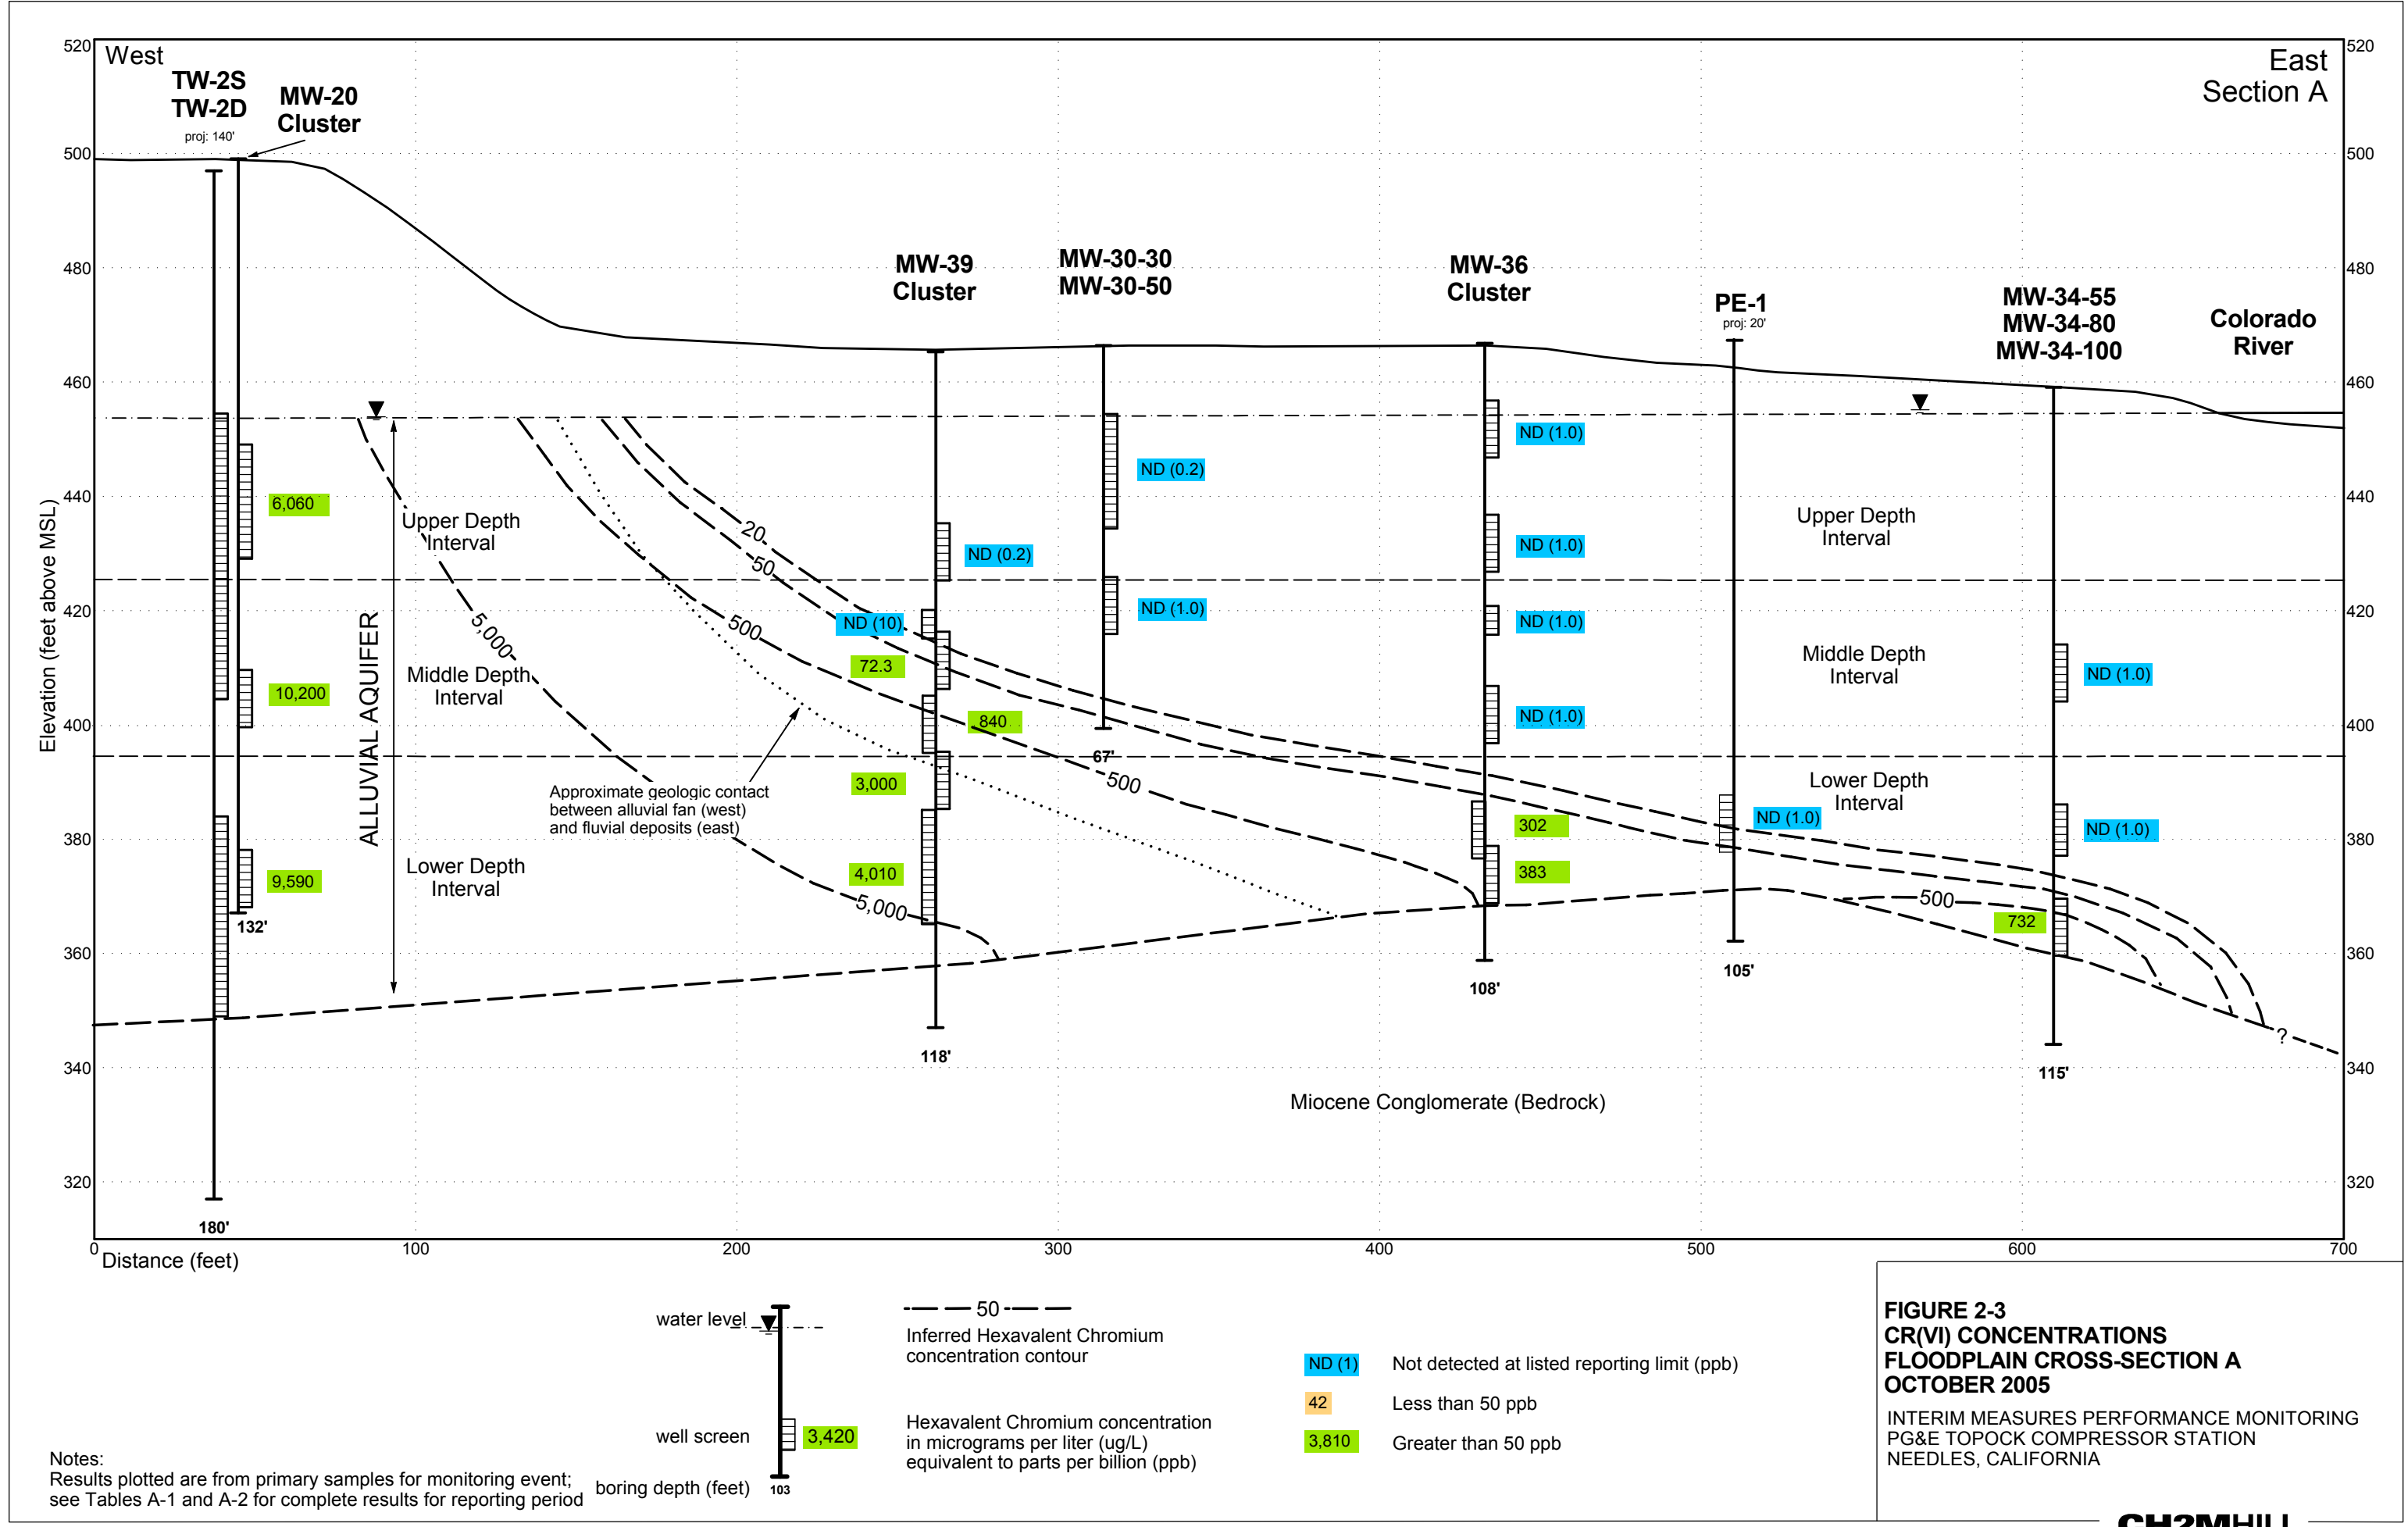 West
East
Section A
TW-2S
TW-2D
proj: 140'
MW-20
Cluster
MW-39
Cluster
MW-30-30
MW-30-50
MW-36
Cluster
PE-1
proj: 20'
MW-34-55
MW-34-80
MW-34-100
Colorado
River
520
500
480
460
440
420
400
380
360
340
320
520
500
480
460
440
420
400
380
360
340
320
Elevation (feet above MSL)
6,060
10,200
9,590
132'
180'
ALLUVIAL AQUIFER
Upper Depth
Interval
Middle Depth
Interval
Lower Depth
Interval
5,000
5,000
20
50
500
500
500
ND (0.2)
ND (10)
72.3
840
3,000
4,010
118'
ND (0.2)
ND (1.0)
67'
ND (1.0)
ND (1.0)
ND (1.0)
ND (1.0)
302
383
108'
ND (1.0)
105'
Upper Depth
Interval
Middle Depth
Interval
Lower Depth
Interval
ND (1.0)
ND (1.0)
732
115'
?
Approximate geologic contact
between alluvial fan (west)
and fluvial deposits (east)
Miocene Conglomerate (Bedrock)
0
100
200
300
400
500
600
700
Distance (feet)
water level
well screen
3,420
boring depth (feet)
103
50
Inferred Hexavalent Chromium
concentration contour
Hexavalent Chromium concentration
in micrograms per liter (ug/L)
equivalent to parts per billion (ppb)
ND (1)
Not detected at listed reporting limit (ppb)
42
Less than 50 ppb
3,810
Greater than 50 ppb
Notes:
Results plotted are from primary samples for monitoring event;
see Tables A-1 and A-2 for complete results for reporting period
FIGURE 2-3
CR(VI) CONCENTRATIONS
FLOODPLAIN CROSS-SECTION A
OCTOBER 2005
INTERIM MEASURES PERFORMANCE MONITORING
PG&E TOPOCK COMPRESSOR STATION
NEEDLES, CALIFORNIA
CH2MHILL